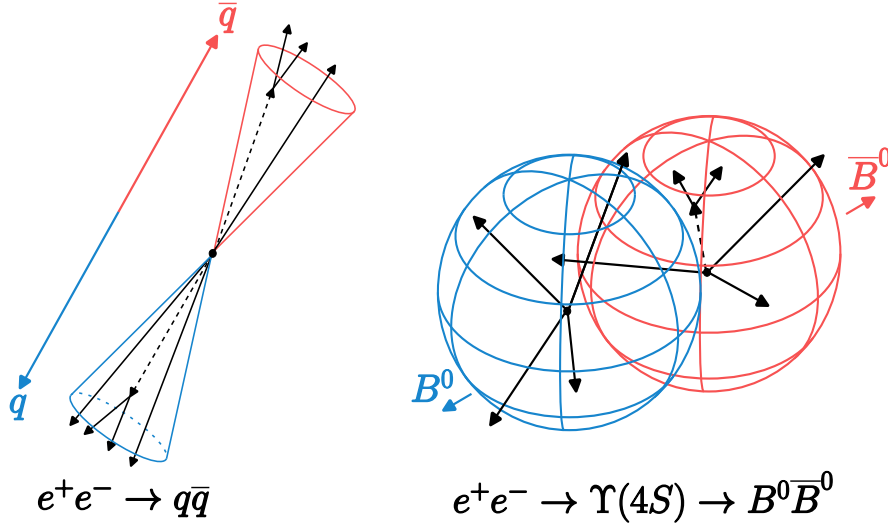 q̅
B̅⁰
B⁰
q
e⁺e⁻ → qq̅
e⁺e⁻ → Υ(4S) → B⁰B̅⁰